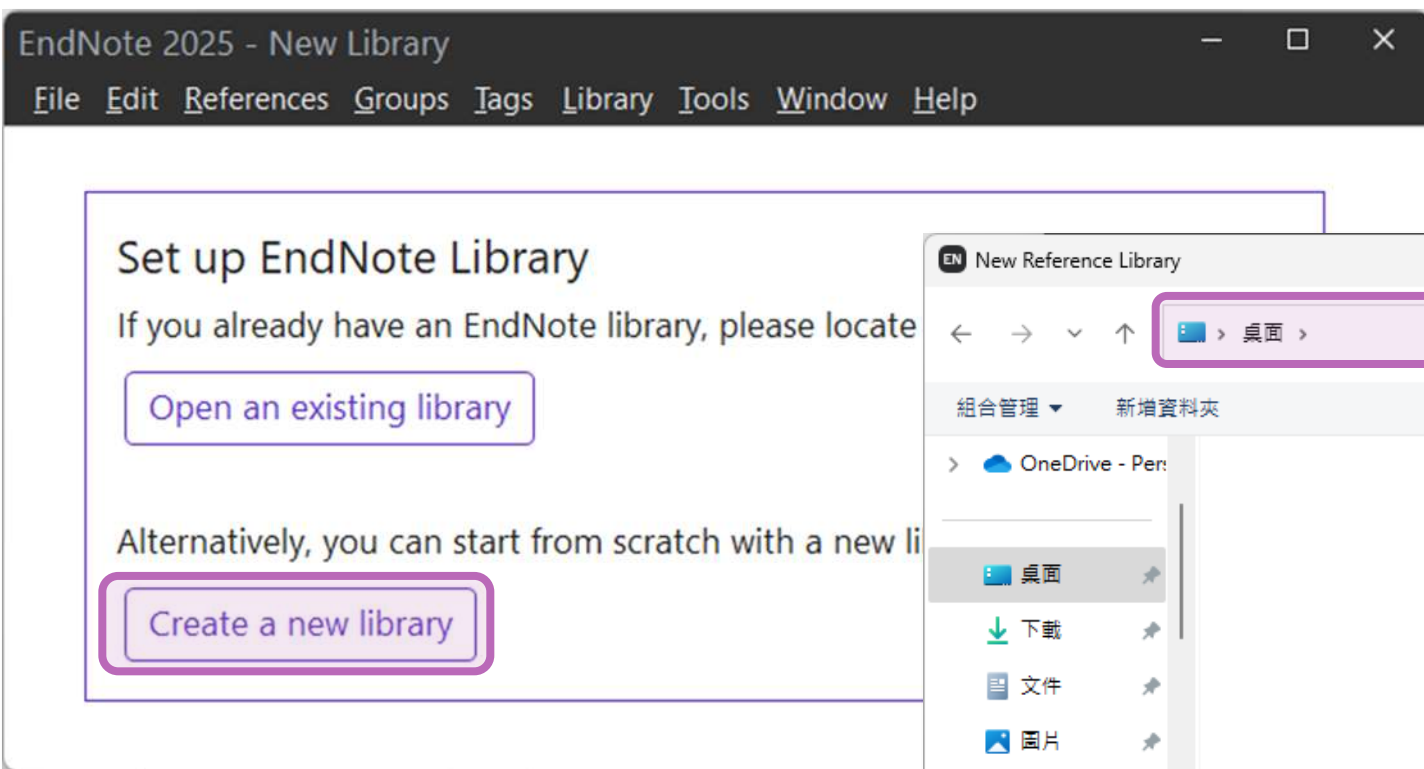 EndNote 2025 - New Library
File Edit References Groups Tags Library Tools Window Help
Set up EndNote Library
If you already have an EndNote library, please locate
Open an existing library
Alternatively, you can start from scratch with a new li
Create a new library
EN New Reference Library
桌面
組合管理 新增資料夾
OneDrive - Pers
桌面
下載
文件
圖片